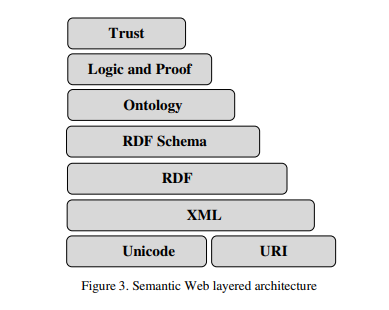 Trust
Logic and Proof
Ontology
RDF Schema
RDF
XML
Unicode URI
Figure 3. Semantic Web layered architecture